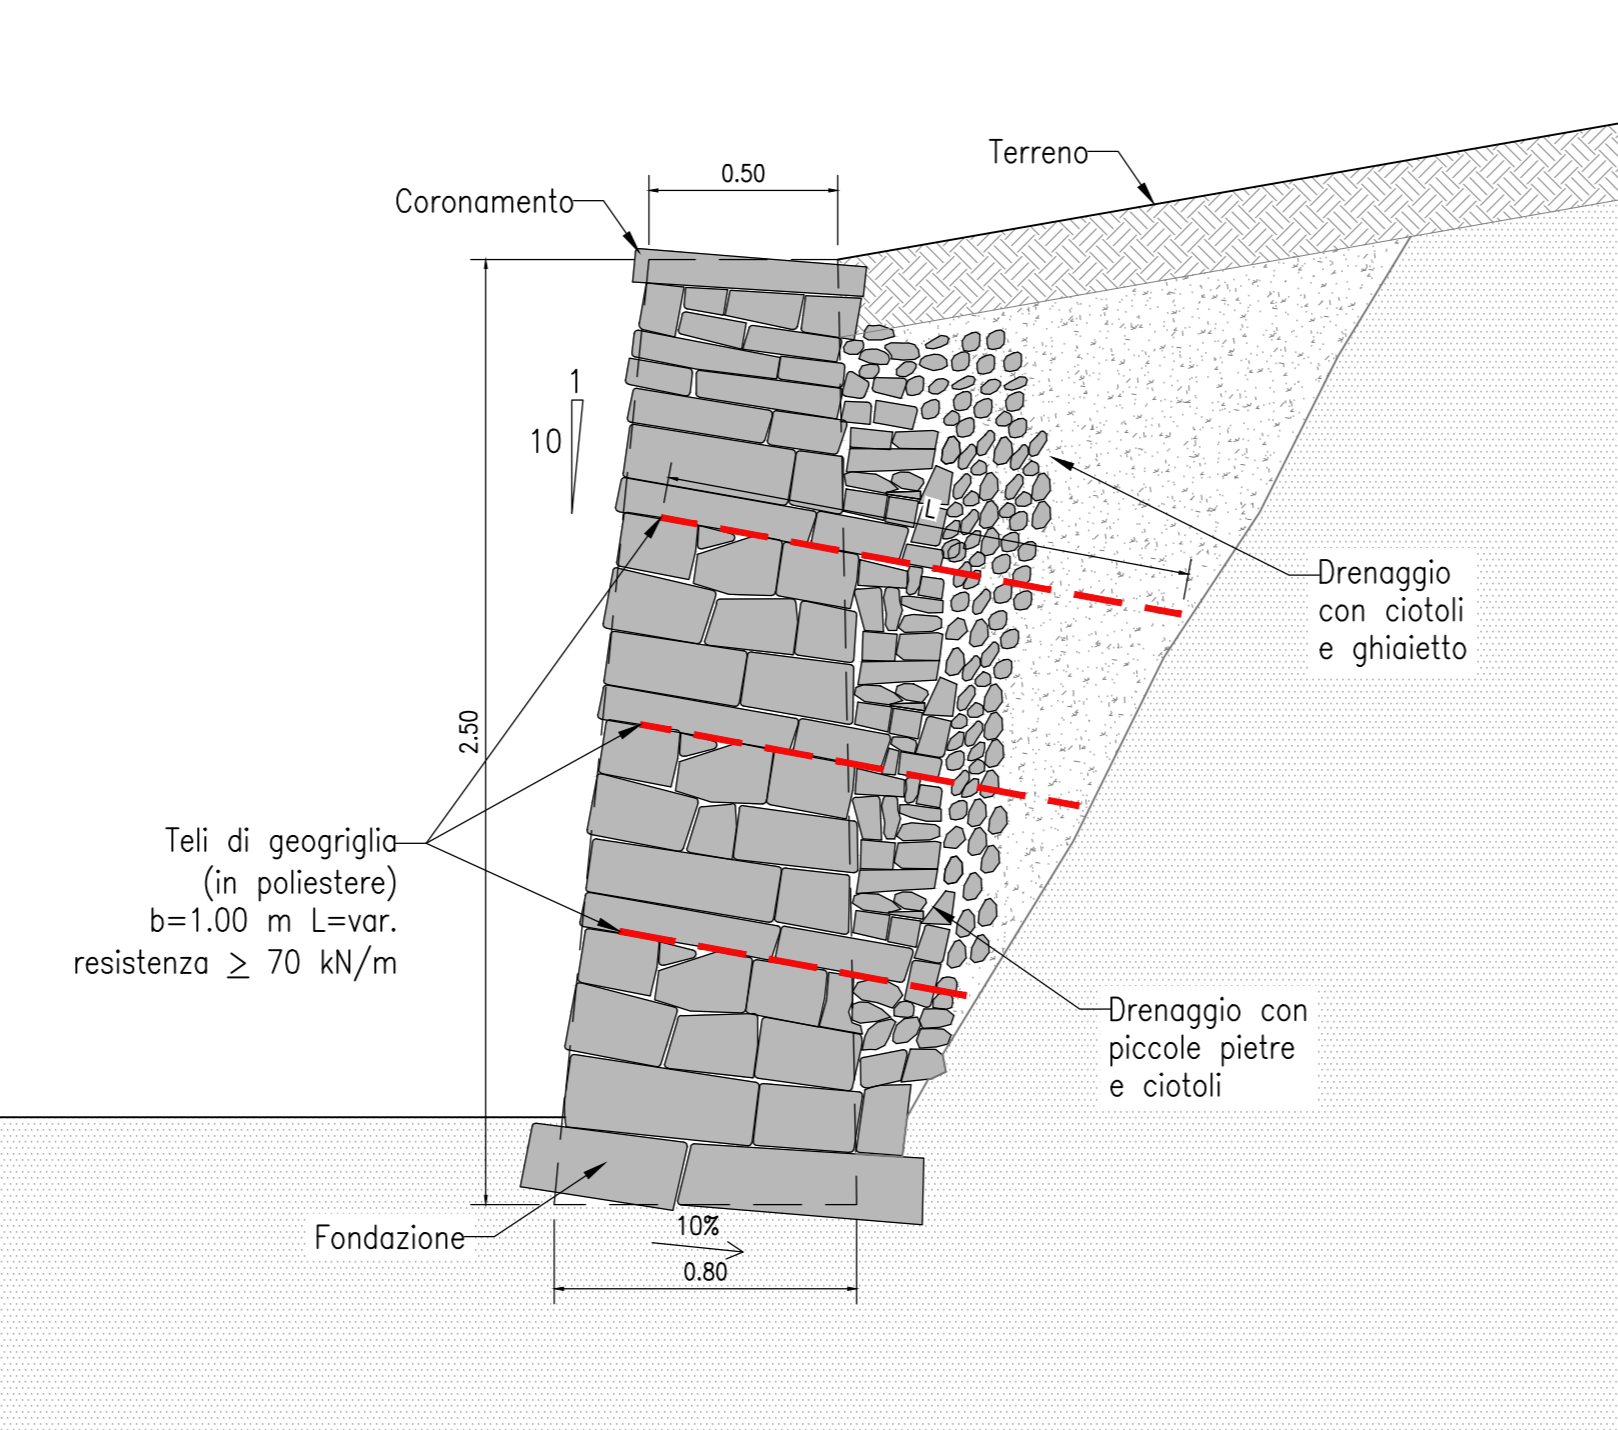 Terreno
0.50
Coronamento
1
10
L
Drenaggio
con ciotoli
e ghiaietto
2.50
Teli di geogriglia
(in poliestere)
b=1.00 m L=var.
resistenza ≥ 70 kN/m
Drenaggio con
piccole pietre
e ciotoli
Fondazione
10%
0.80